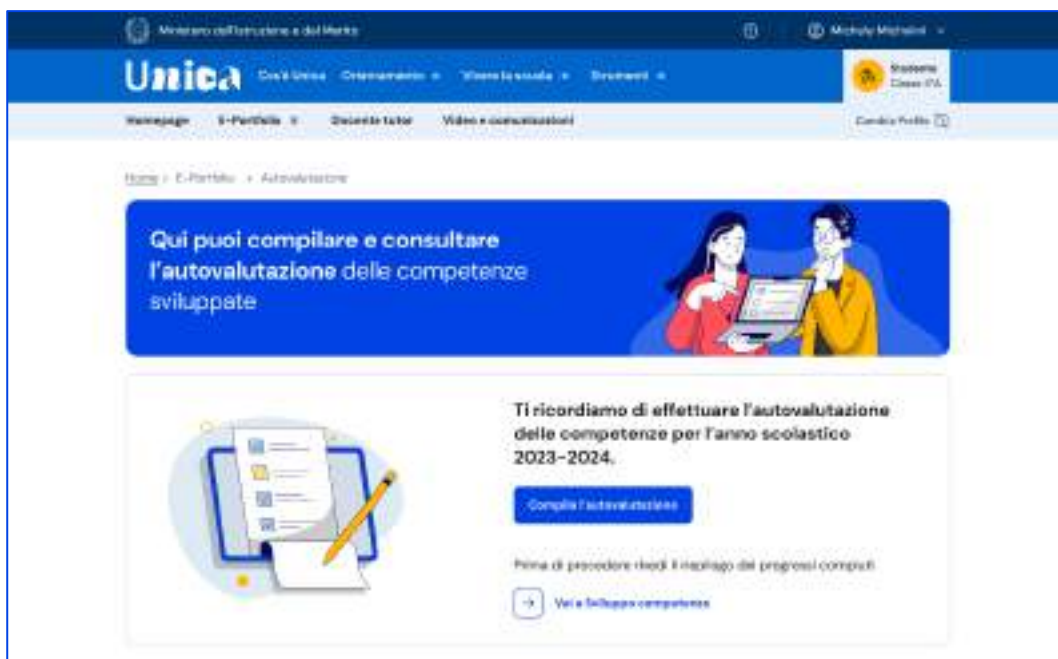 Ministero dell'Istruzione e del Merito
Unica Cos'è Unica Orientamento Vivere la scuola Strumenti
Studente
Classe
Homepage E-Portfolio Docente tutor Video e comunicazioni Cambia Profilo
Home > E-Portfolio > Autovalutazione
Qui puoi compilare e consultare
l'autovalutazione delle competenze
sviluppate
Ti ricordiamo di effettuare l'autovalutazione
delle competenze per l'anno scolastico
2023-2024.
Compila l'autovalutazione
Prima di procedere rivedi il riepilogo dei progressi compiuti
Vai a Sviluppo competenze